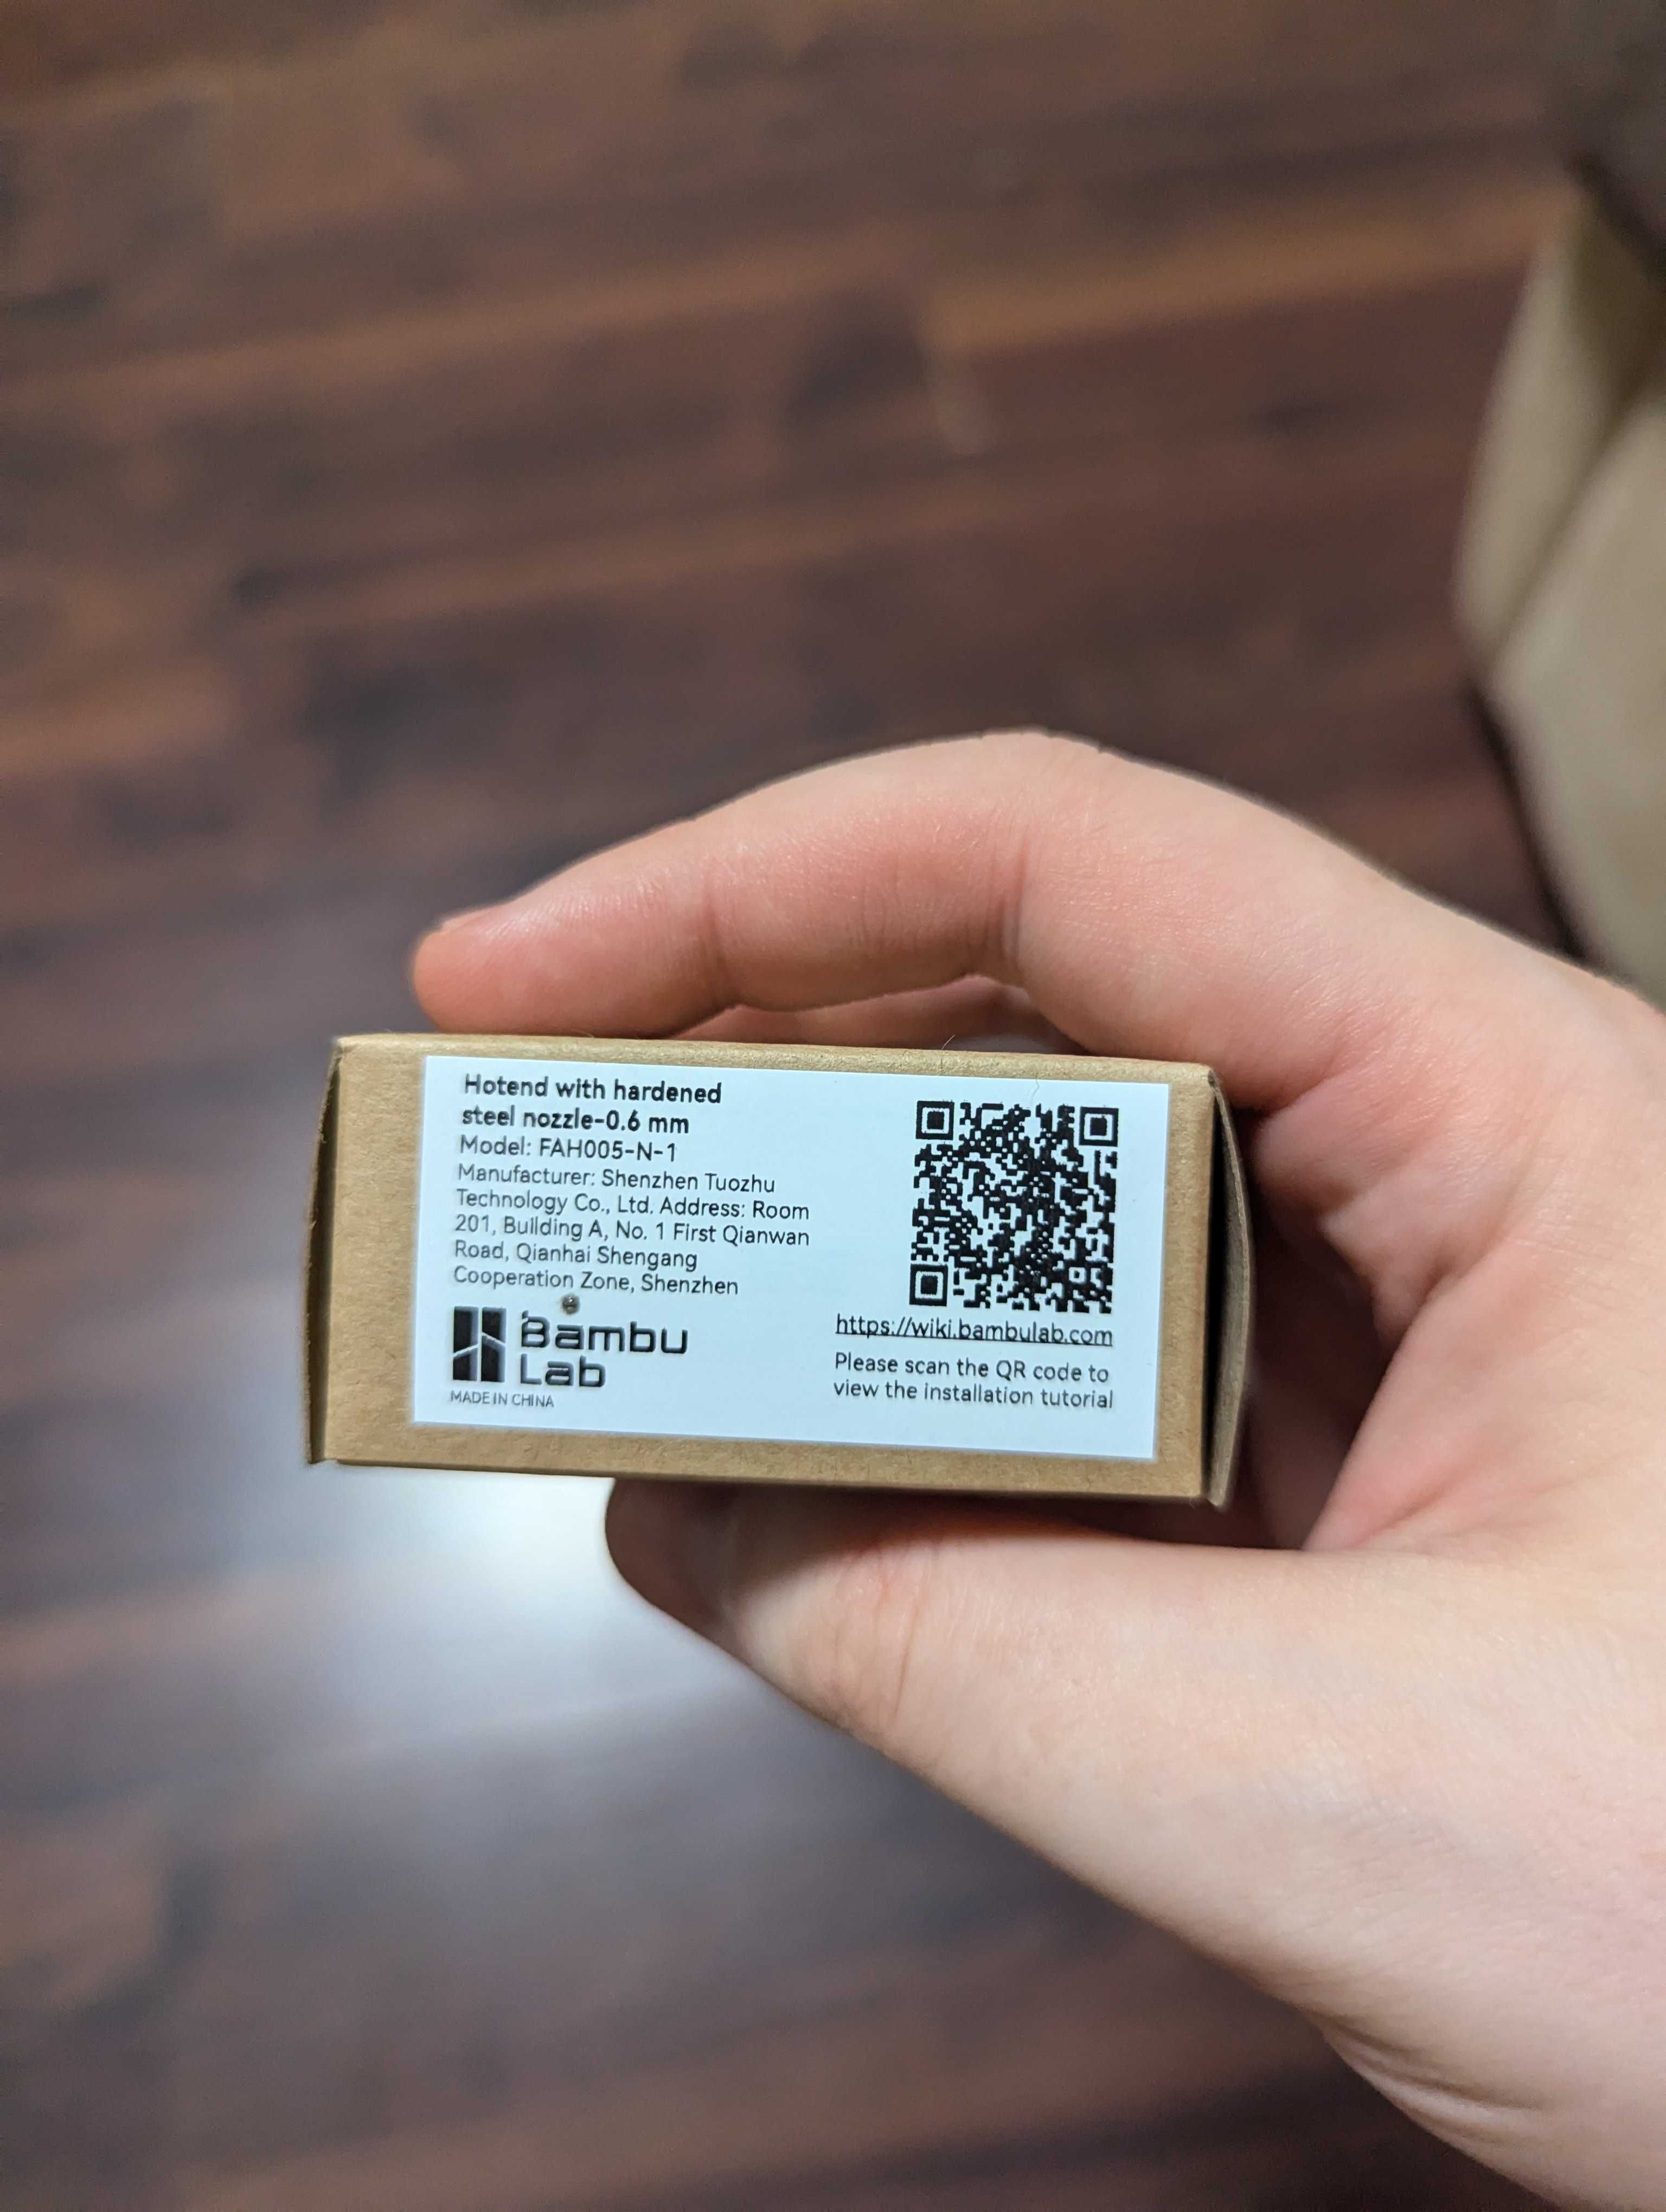 Hotend with hardened
steel nozzle-0.6 mm
Model: FAH005-N-1
Manufacturer: Shenzhen Tuozhu
Technology Co., Ltd. Address: Room
201, Building A, No. 1 First Qianwan
Road, Qianhai Shengang
Cooperation Zone, Shenzhen
Bambu
Lab
MADE IN CHINA
https://wiki.bambulab.com
Please scan the QR code to
view the installation tutorial